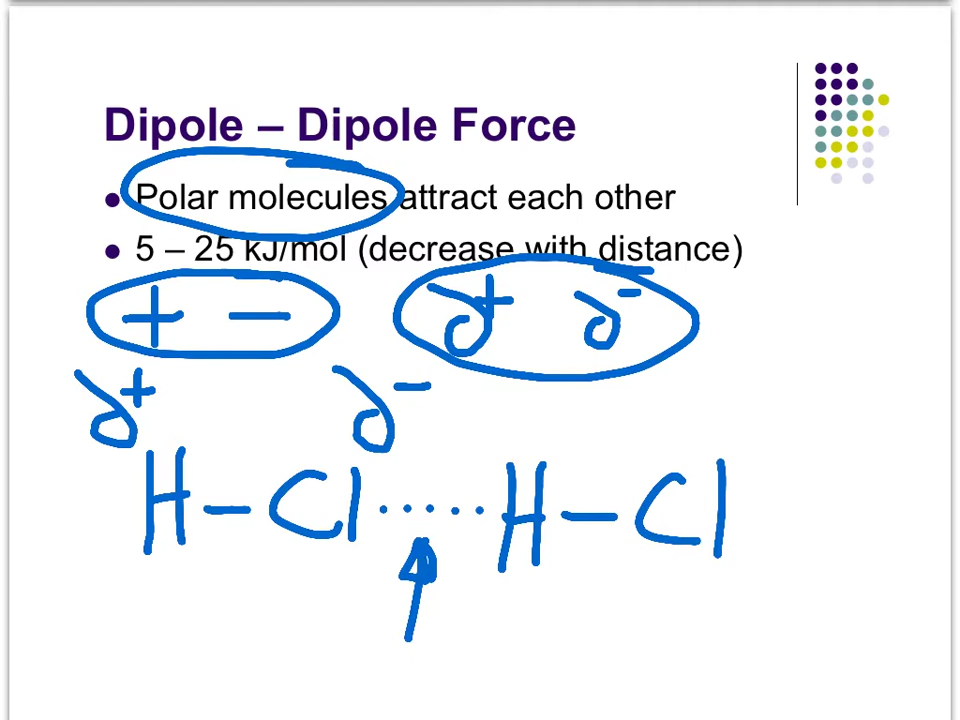 Dipole – Dipole Force
Polar molecules attract each other
5 – 25 kJ/mol (decrease with distance)
+ − δ+ δ−
δ+ δ−
H – Cl ····· H – Cl